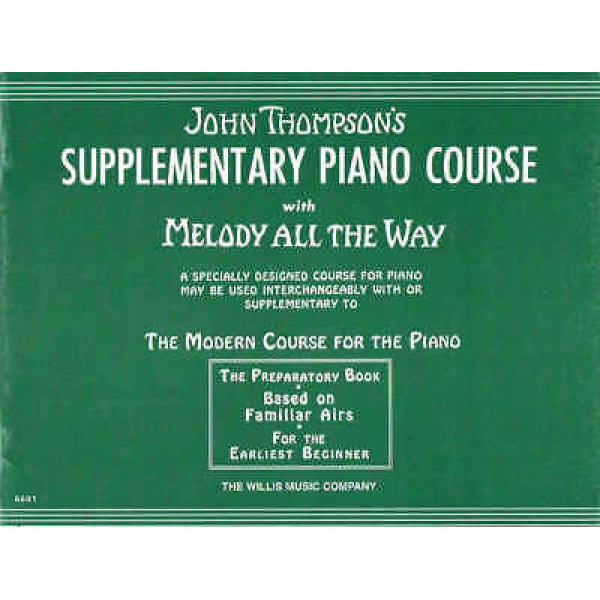 JOHN THOMPSON'S
SUPPLEMENTARY PIANO COURSE
with
MELODY ALL THE WAY
A SPECIALLY DESIGNED COURSE FOR PIANO
MAY BE USED INTERCHANGEABLY WITH OR
SUPPLEMENTARY TO
THE MODERN COURSE FOR THE PIANO
THE PREPARATORY BOOK
•
Based on
Familiar Airs
•
FOR THE
EARLIEST BEGINNER
THE WILLIS MUSIC COMPANY